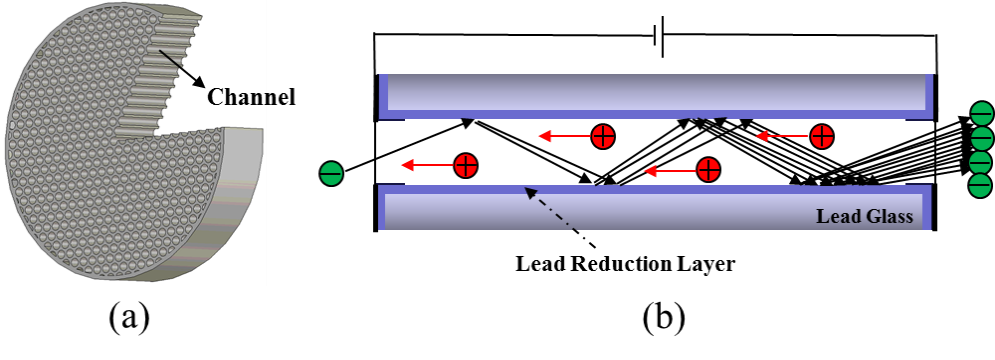 Channel
Lead Glass
Lead Reduction Layer
(a)
(b)